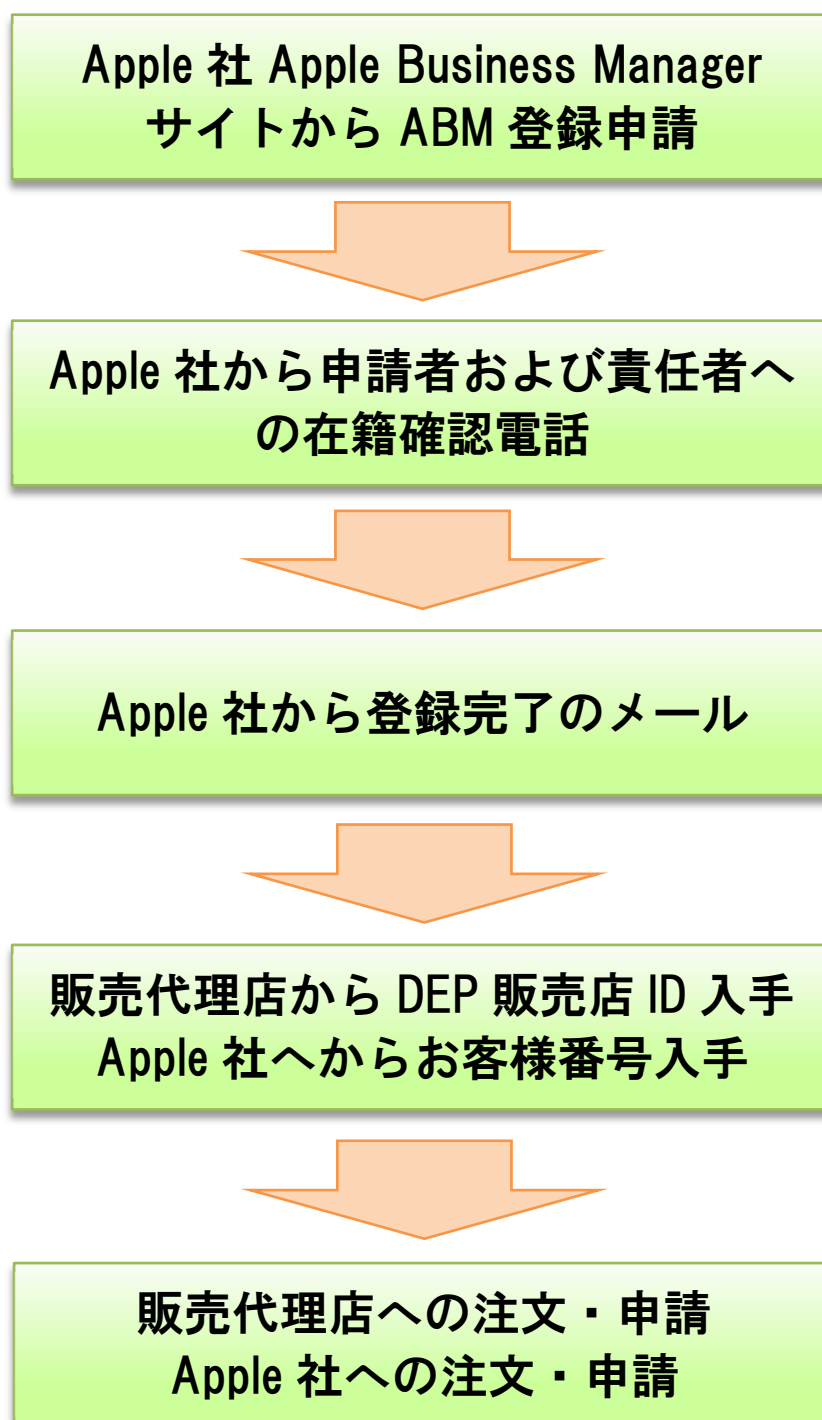 Apple 社 Apple Business Manager
サイトから ABM 登録申請
Apple 社から申請者および責任者へ
の在籍確認電話
Apple 社から登録完了のメール
販売代理店から DEP 販売店 ID 入手
Apple 社へからお客様番号入手
販売代理店への注文・申請
Apple 社への注文・申請